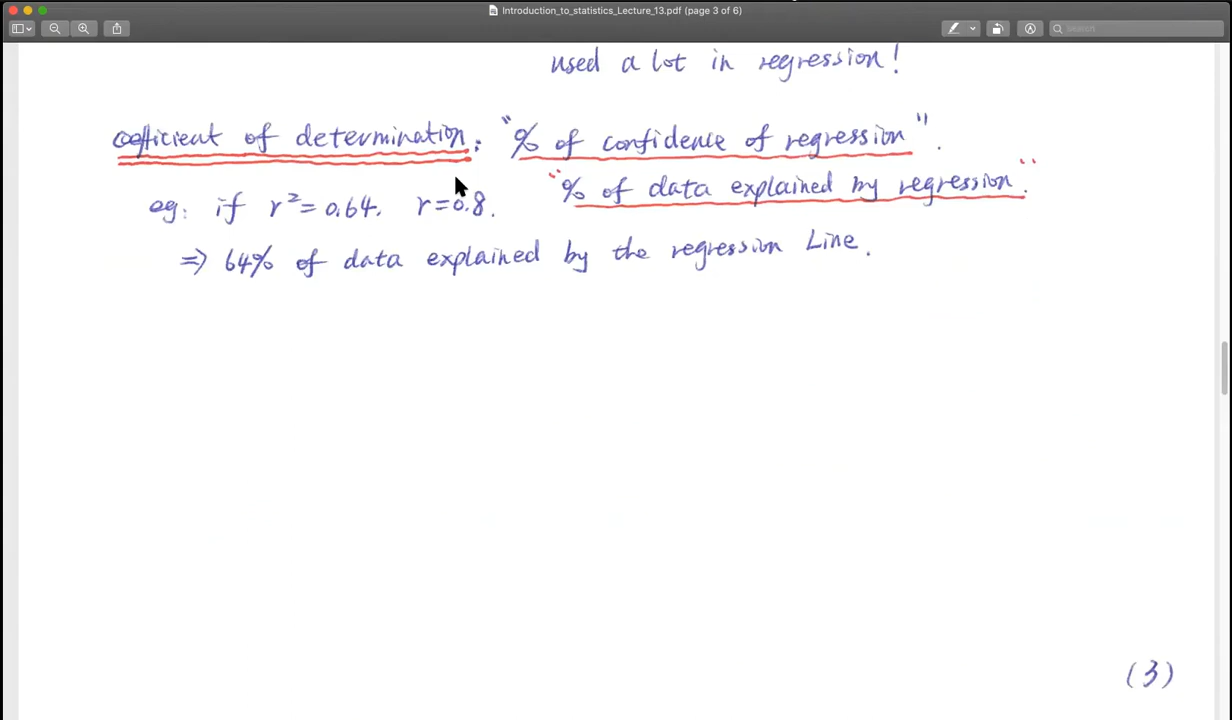 Introduction_to_statistics_Lecture_13.pdf (page 3 of 6)
Search
used a lot in regression!
coefficient of determination: "% of confidence of regression".
"% of data explained by regression."
eg: if r²=0.64. r=0.8.
⇒ 64% of data explained by the regression Line.
(3)